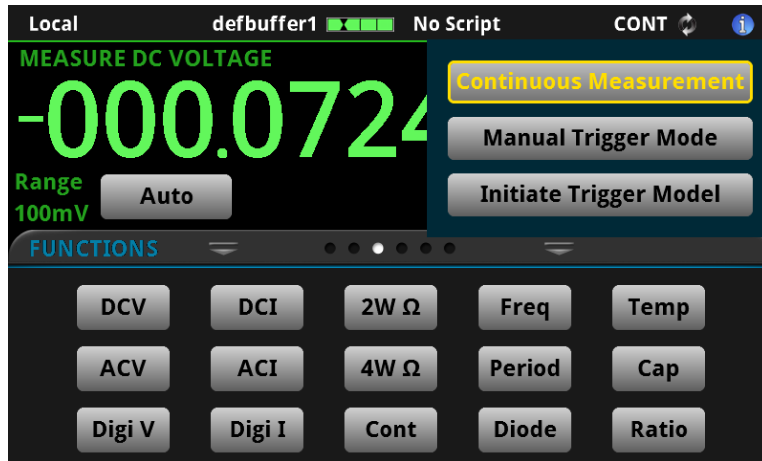 Local defbuffer1 No Script CONT i
MEASURE DC VOLTAGE
-000.0724
Continuous Measurement
Manual Trigger Mode
Initiate Trigger Model
Range
100mV
Auto
FUNCTIONS
DCV DCI 2W Ω Freq Temp
ACV ACI 4W Ω Period Cap
Digi V Digi I Cont Diode Ratio